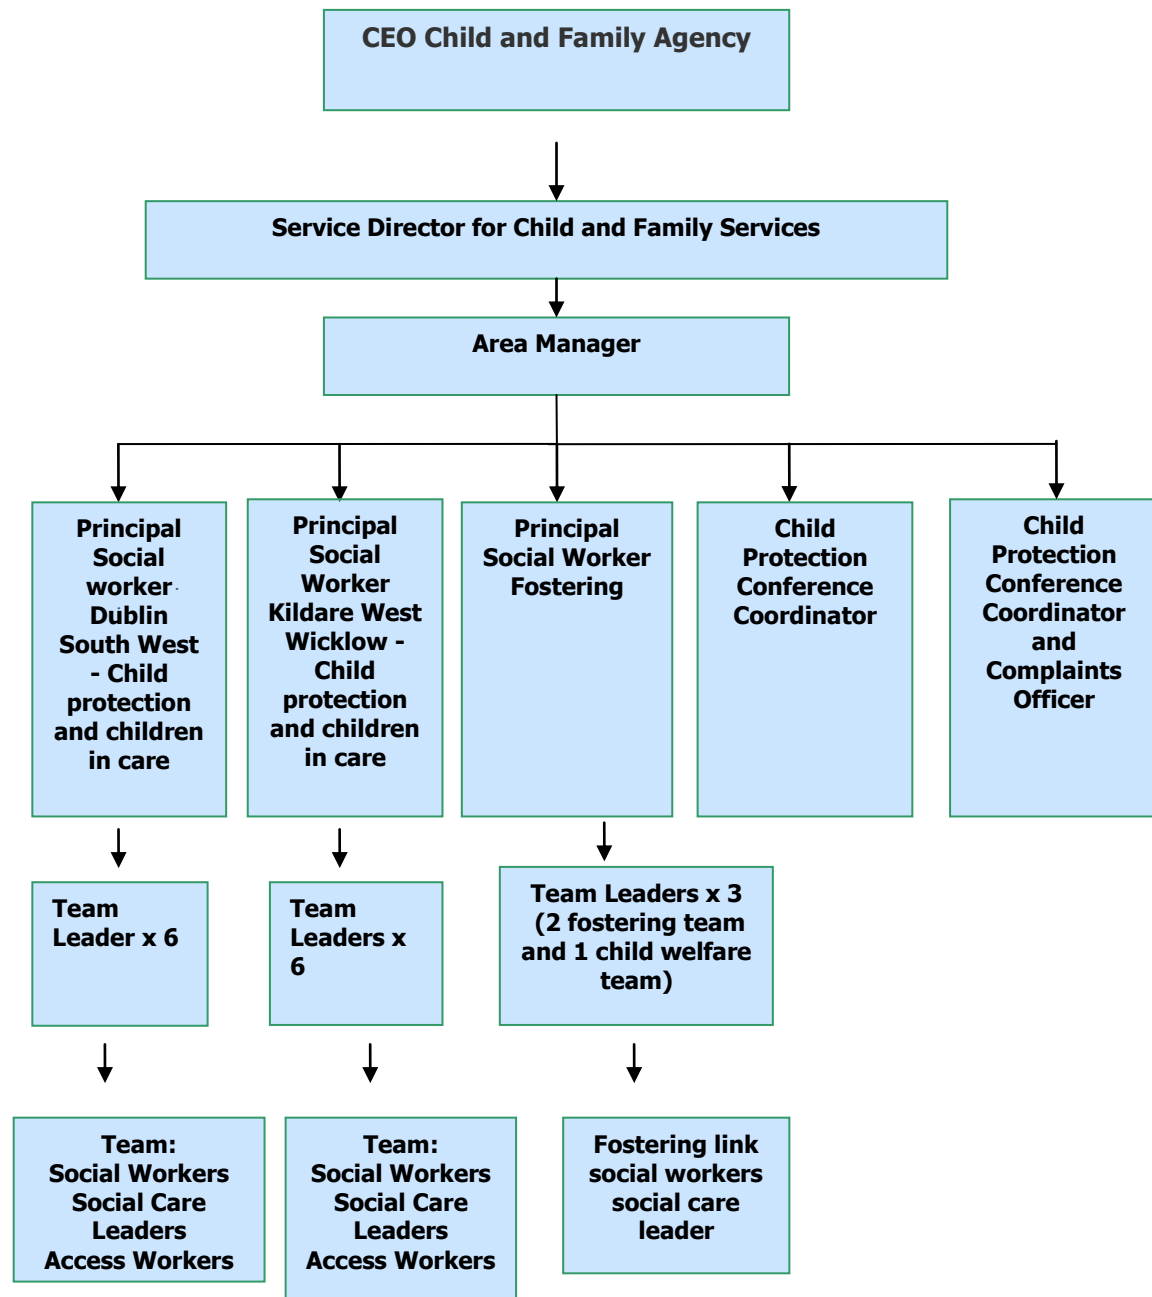 CEO Child and Family Agency
Service Director for Child and Family Services
Area Manager
Principal
Social
worker
Dublin
South West
- Child
protection
and children
in care
Principal
Social
Worker
Kildare West
Wicklow -
Child
protection
and children
in care
Principal
Social Worker
Fostering
Child
Protection
Conference
Coordinator
Child
Protection
Conference
Coordinator
and
Complaints
Officer
Team
Leader x 6
Team
Leaders x
6
Team Leaders x 3
(2 fostering team
and 1 child welfare
team)
Team:
Social Workers
Social Care
Leaders
Access Workers
Team:
Social Workers
Social Care
Leaders
Access Workers
Fostering link
social workers
social care
leader